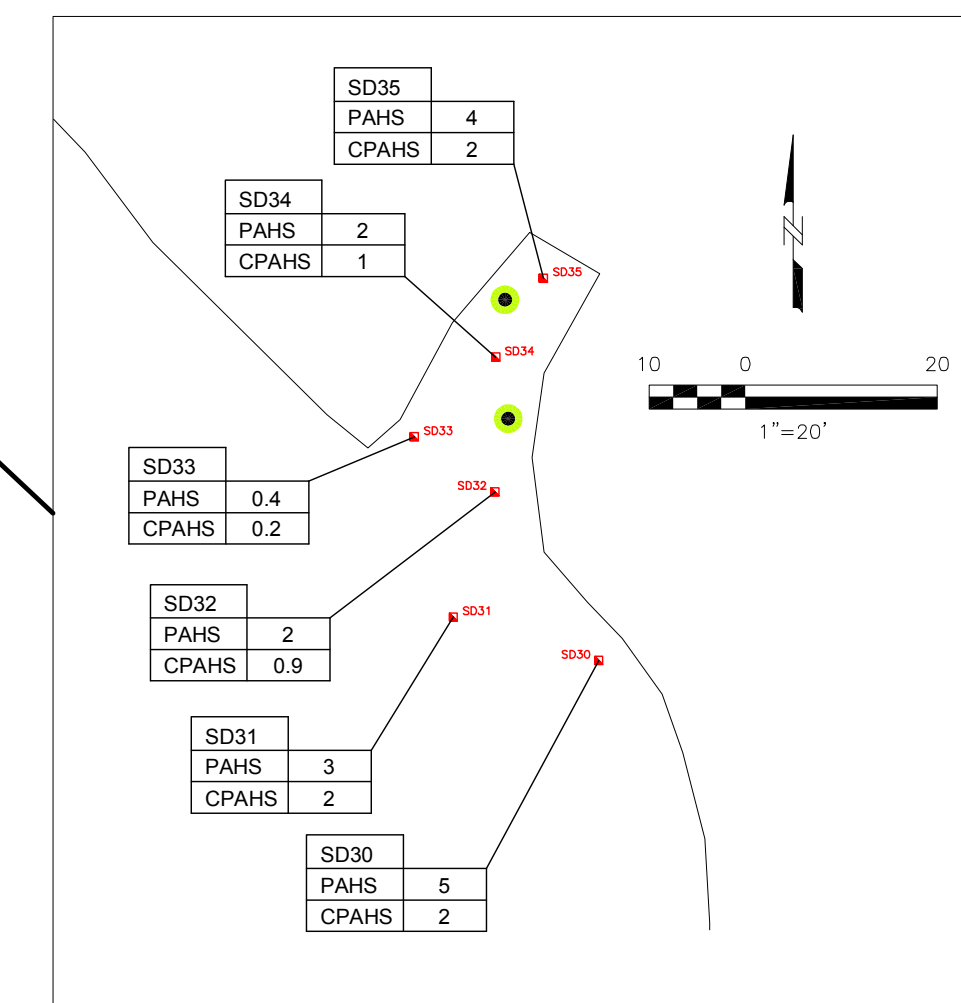 SD35
PAHS 4
CPAHS 2
SD34
PAHS 2
CPAHS 1
SD35
SD34
N
10 0 20
1"=20'
SD33
SD33
PAHS 0.4
CPAHS 0.2
SD32
SD32
PAHS 2
CPAHS 0.9
SD31
SD30
SD31
PAHS 3
CPAHS 2
SD30
PAHS 5
CPAHS 2